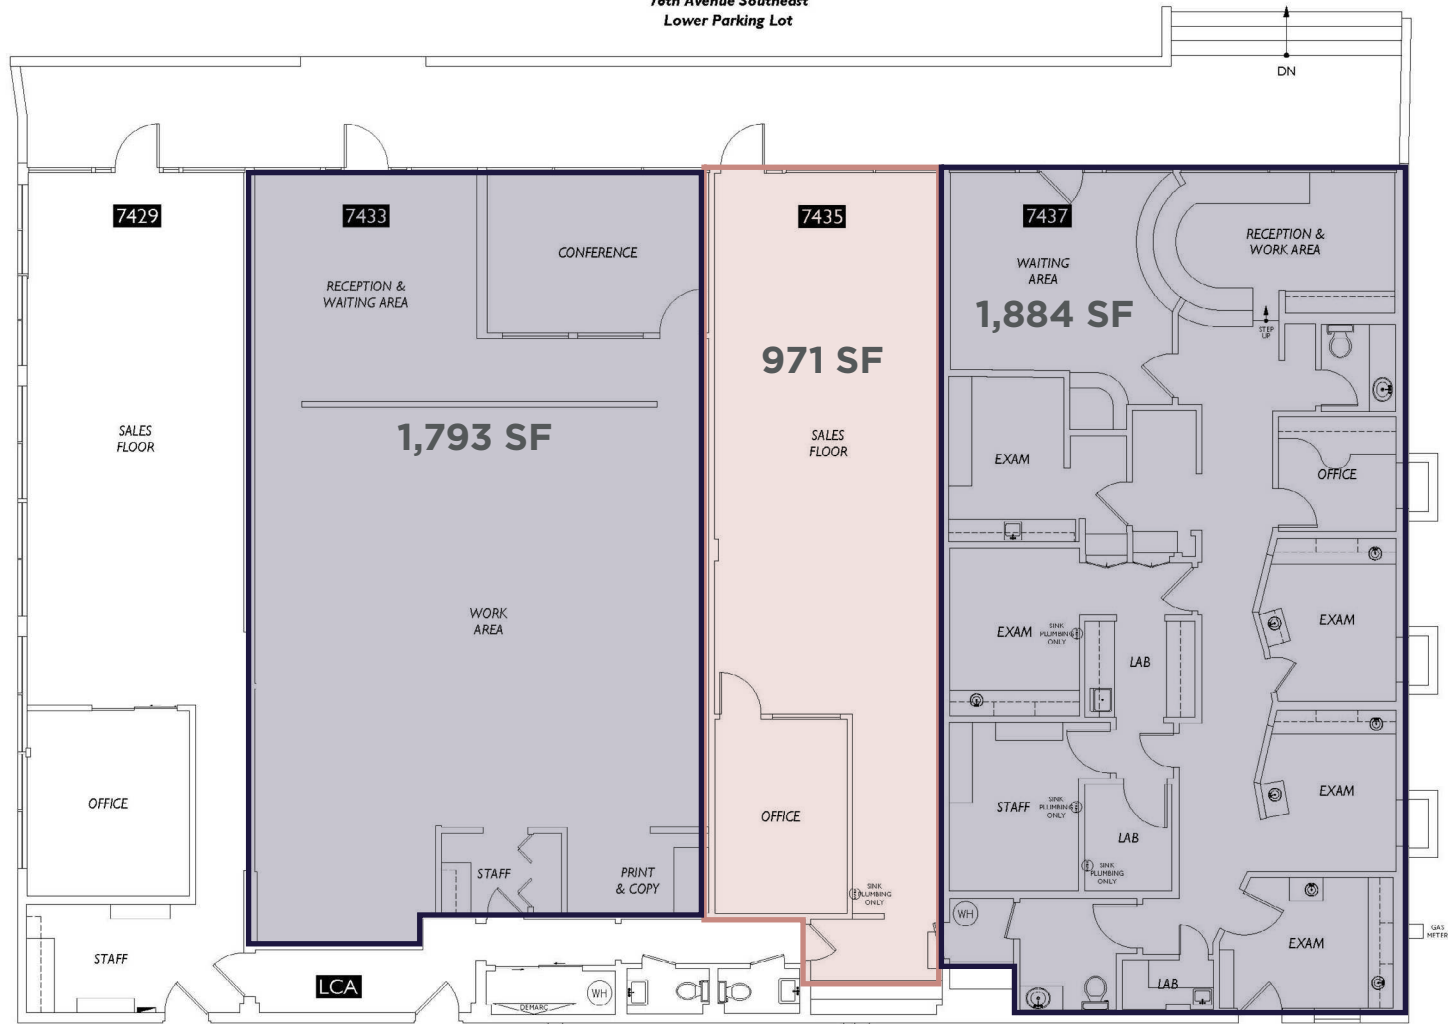 16th Avenue Southeast
Lower Parking Lot
DN
7429
7433
7435
7437
CONFERENCE
RECEPTION &
WORK AREA
WAITING
AREA
RECEPTION &
WAITING AREA
1,884 SF
STEP
UP
971 SF
1,793 SF
SALES
FLOOR
SALES
FLOOR
EXAM
OFFICE
WORK
AREA
EXAM
SINK
PLUMBING
ONLY
LAB
EXAM
OFFICE
OFFICE
STAFF
SINK
PLUMBING
ONLY
EXAM
LAB
STAFF
PRINT
& COPY
SINK
PLUMBING
ONLY
SINK
PLUMBING
ONLY
WH
GAS
METER
STAFF
EXAM
LCA
WH
DEMARC
LAB